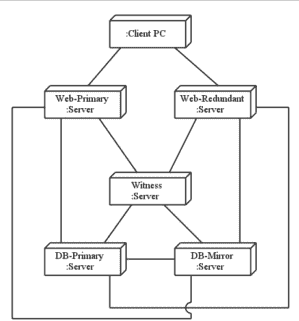 :Client PC
Web-Primary
:Server
Web-Redundant
:Server
Witness
:Server
DB-Primary
:Server
DB-Mirror
:Server